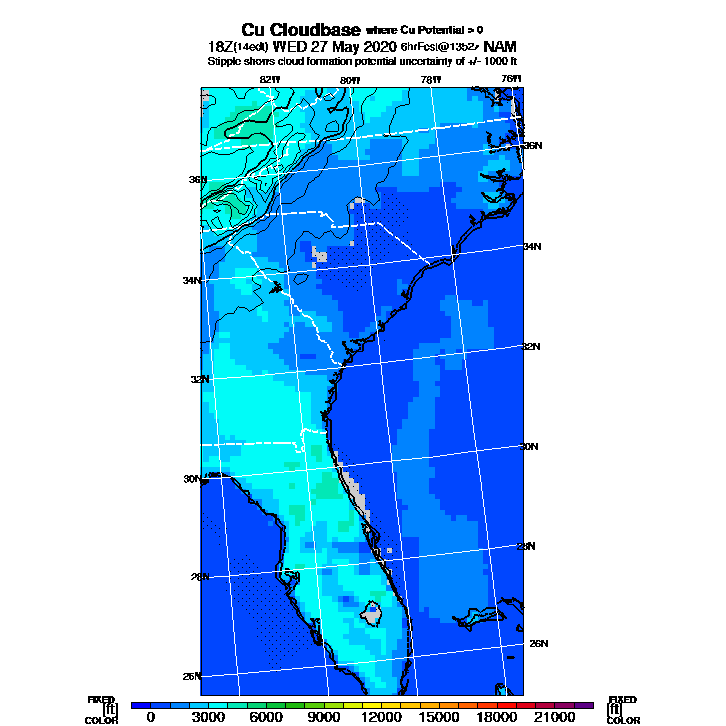 Cu Cloudbase where Cu Potential > 0
18Z(14edt) WED 27 May 2020 6hrFcst@1352z NAM
Stipple shows cloud formation potential uncertainty of +/- 1000 ft
82W 80W 78W 76W
36N
36N
34N
34N
32N
32N
30N
30N
28N
28N
26N
26N
FIXED FIXED
[ft] [ft]
COLOR COLOR
0 3000 6000 9000 12000 15000 18000 21000